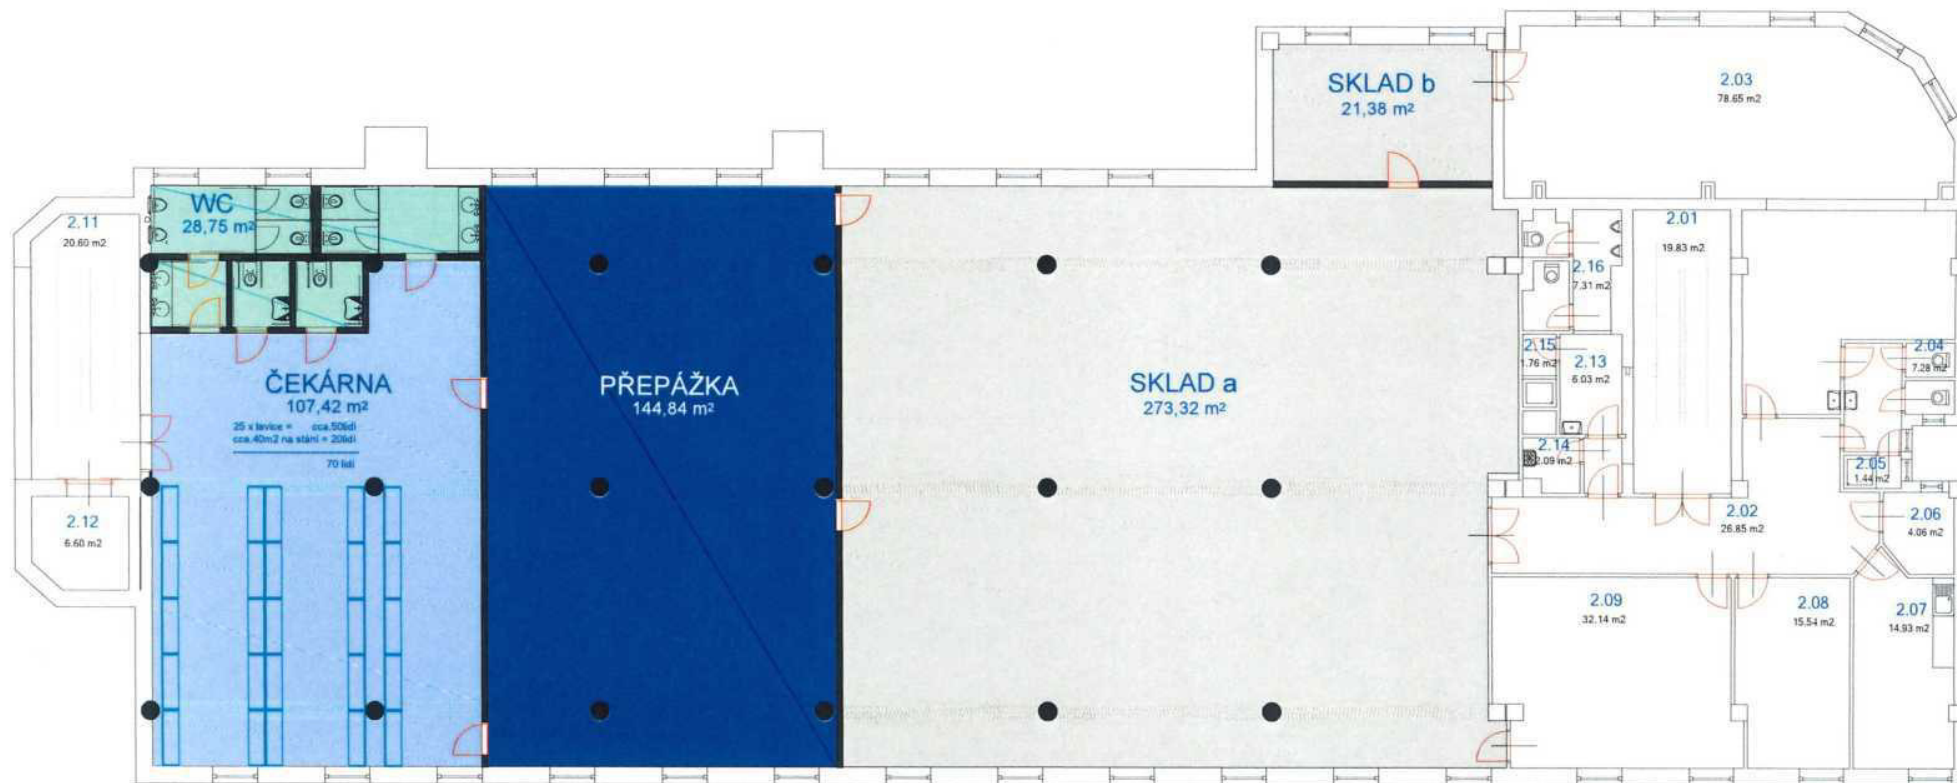 SKLAD b
21,38 m²
2.03
78.65 m2
WC
28,75 m²
2.11
20.60 m2
2.01
19.83 m2
2.16
7.31 m2
2.15
1.76 m2
2.13
6.03 m2
2.04
7.28 m2
ČEKÁRNA
107,42 m²
25 x lavice = cca.50lidí
cca.40m2 na stání = 20lidí
70 lidí
PŘEPÁŽKA
144,84 m²
SKLAD a
273,32 m²
2.14
2.09 m2
2.05
1.44 m2
2.12
6.60 m2
2.02
26.85 m2
2.06
4.06 m2
2.09
32.14 m2
2.08
15.54 m2
2.07
14.93 m2